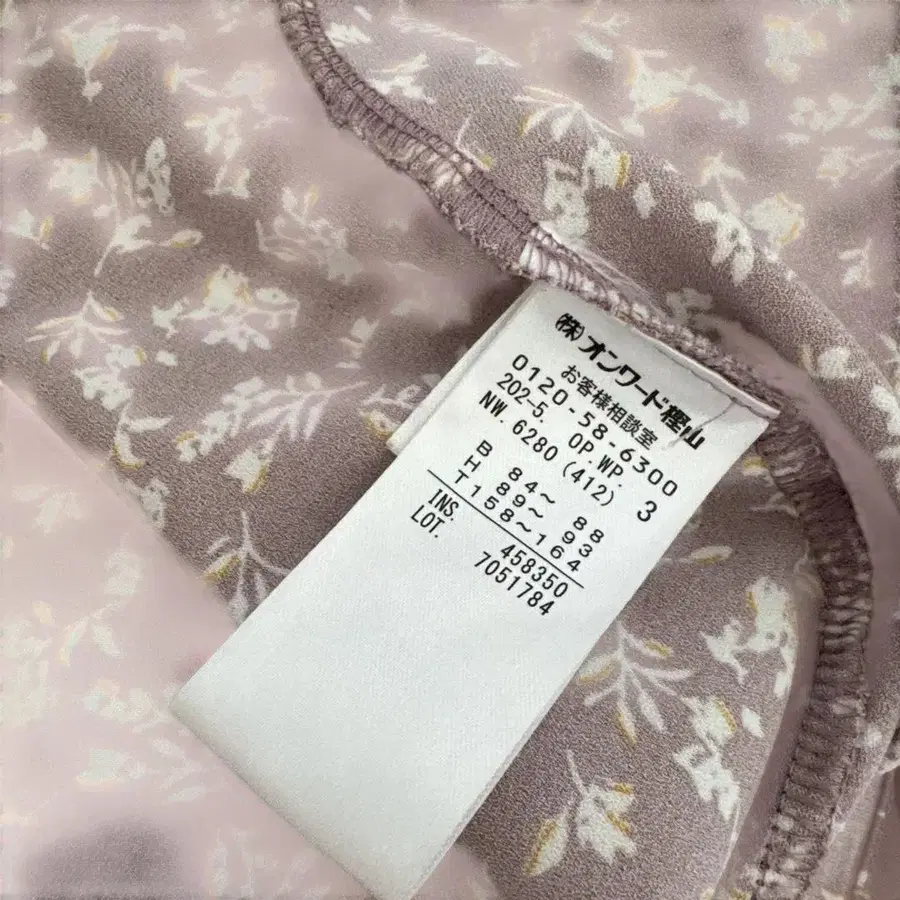 ㈱オンワード樫山
お客様相談室
0120-58-6300
202-5. OP.WP. 3
NW. 6280 (412)
B 84～ 88
H 89～ 93
T158～164
INS. 458350
LOT. 7051784